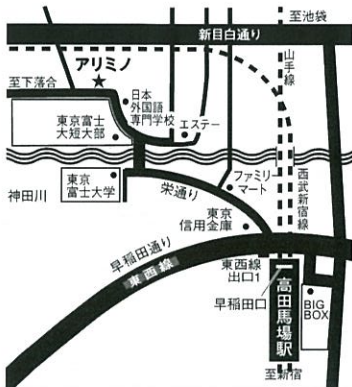 至池袋
新目白通り
山手線
アリミノ
★
至下落合
日本
外国語
専門学校
エステー
東京富士
大短大部
東京
富士大学
神田川
栄通り
ファミリー
マート
西武新宿線
東京
信用金庫
早稲田通り
東西線
東西線
出口1
早稲田口
高田馬場駅
BIG
BOX
至新宿